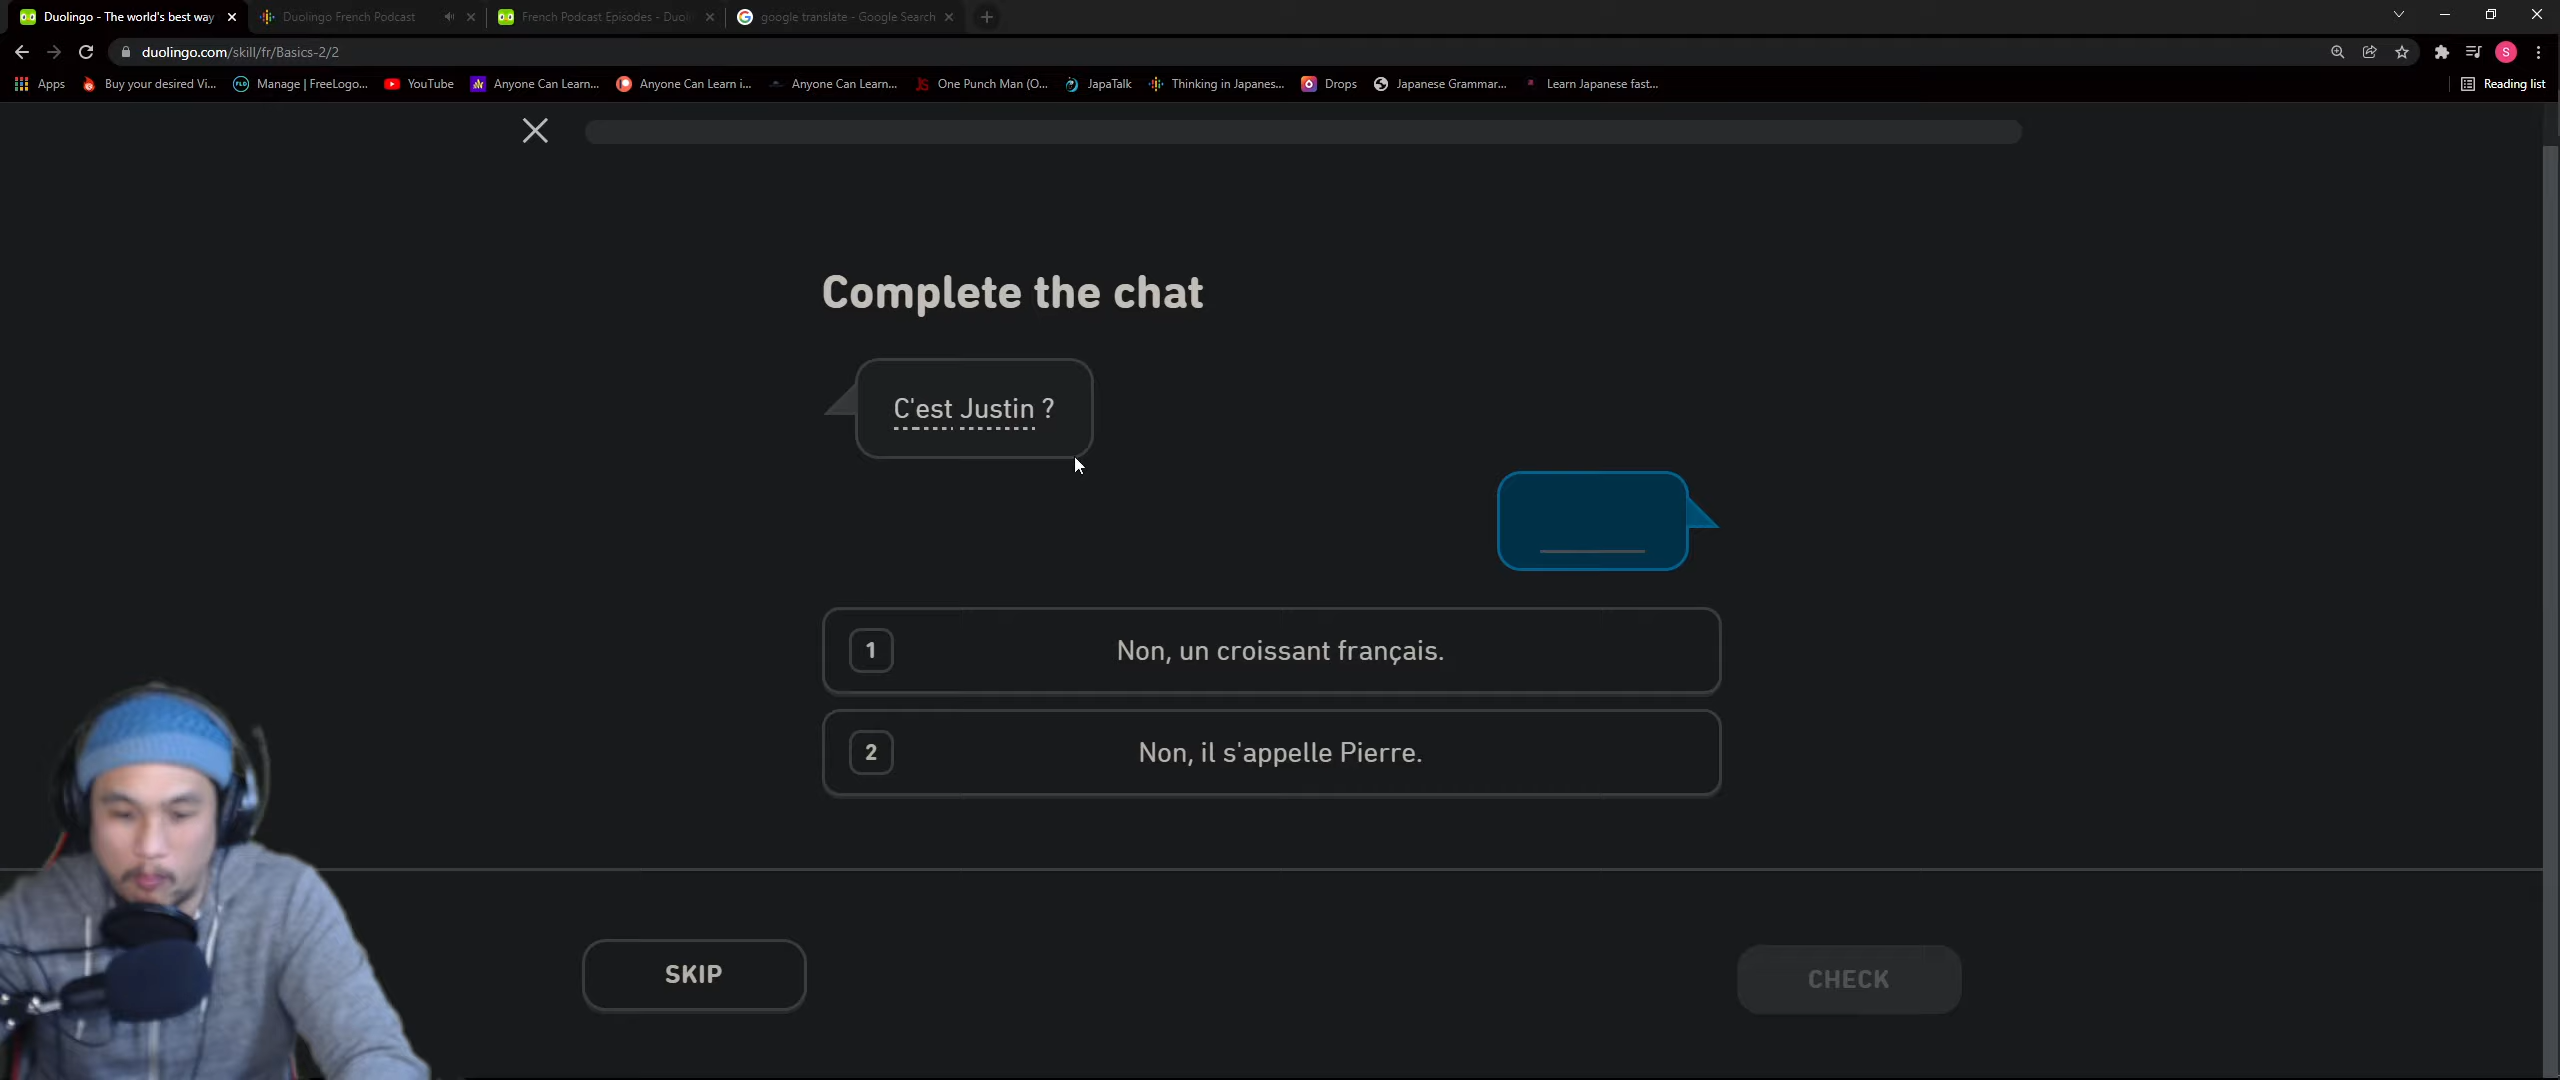 Duolingo - The world's best way
Duolingo French Podcast
French Podcast Episodes - Duoli
google translate - Google Search
duolingo.com/skill/fr/Basics-2/2
S
Apps
Buy your desired Vi...
Manage | FreeLogo...
YouTube
Anyone Can Learn...
Anyone Can Learn i...
Anyone Can Learn...
One Punch Man (O...
JapaTalk
Thinking in Japanes...
Drops
Japanese Grammar...
Learn Japanese fast...
Reading list
Complete the chat
C'est Justin ?
1 Non, un croissant français.
2 Non, il s'appelle Pierre.
SKIP
CHECK